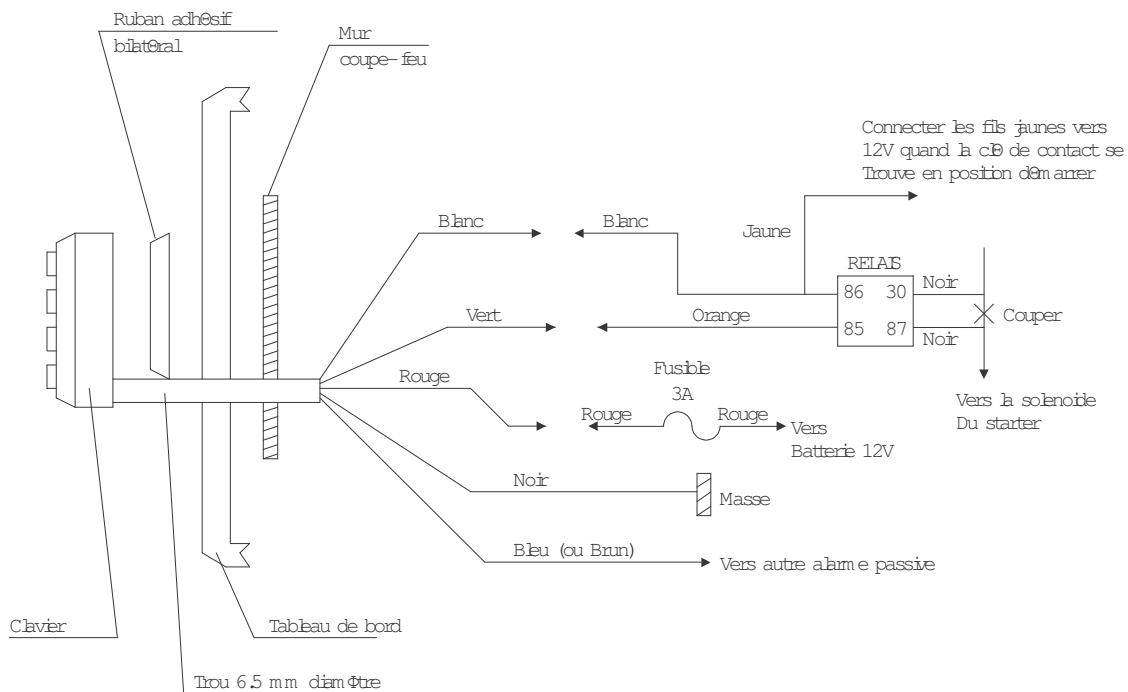 Ruban adhΘsif
bilatΘral
Mur
coupe-feu
Connecter les fils jaunes vers
12V quand la clΘ de contact se
Trouve en position dΘmarrer
Blanc
Blanc
Jaune
RELAIS
86 30
Noir
85 87
Noir
Couper
Vert
Orange
Rouge
Fusible
3A
Rouge
Rouge
Vers
Batterie 12V
Vers la solenoide
Du starter
Noir
Masse
Bleu (ou Brun)
Vers autre alarme passive
Clavier
Tableau de bord
Trou 6.5 mm diamΦtre